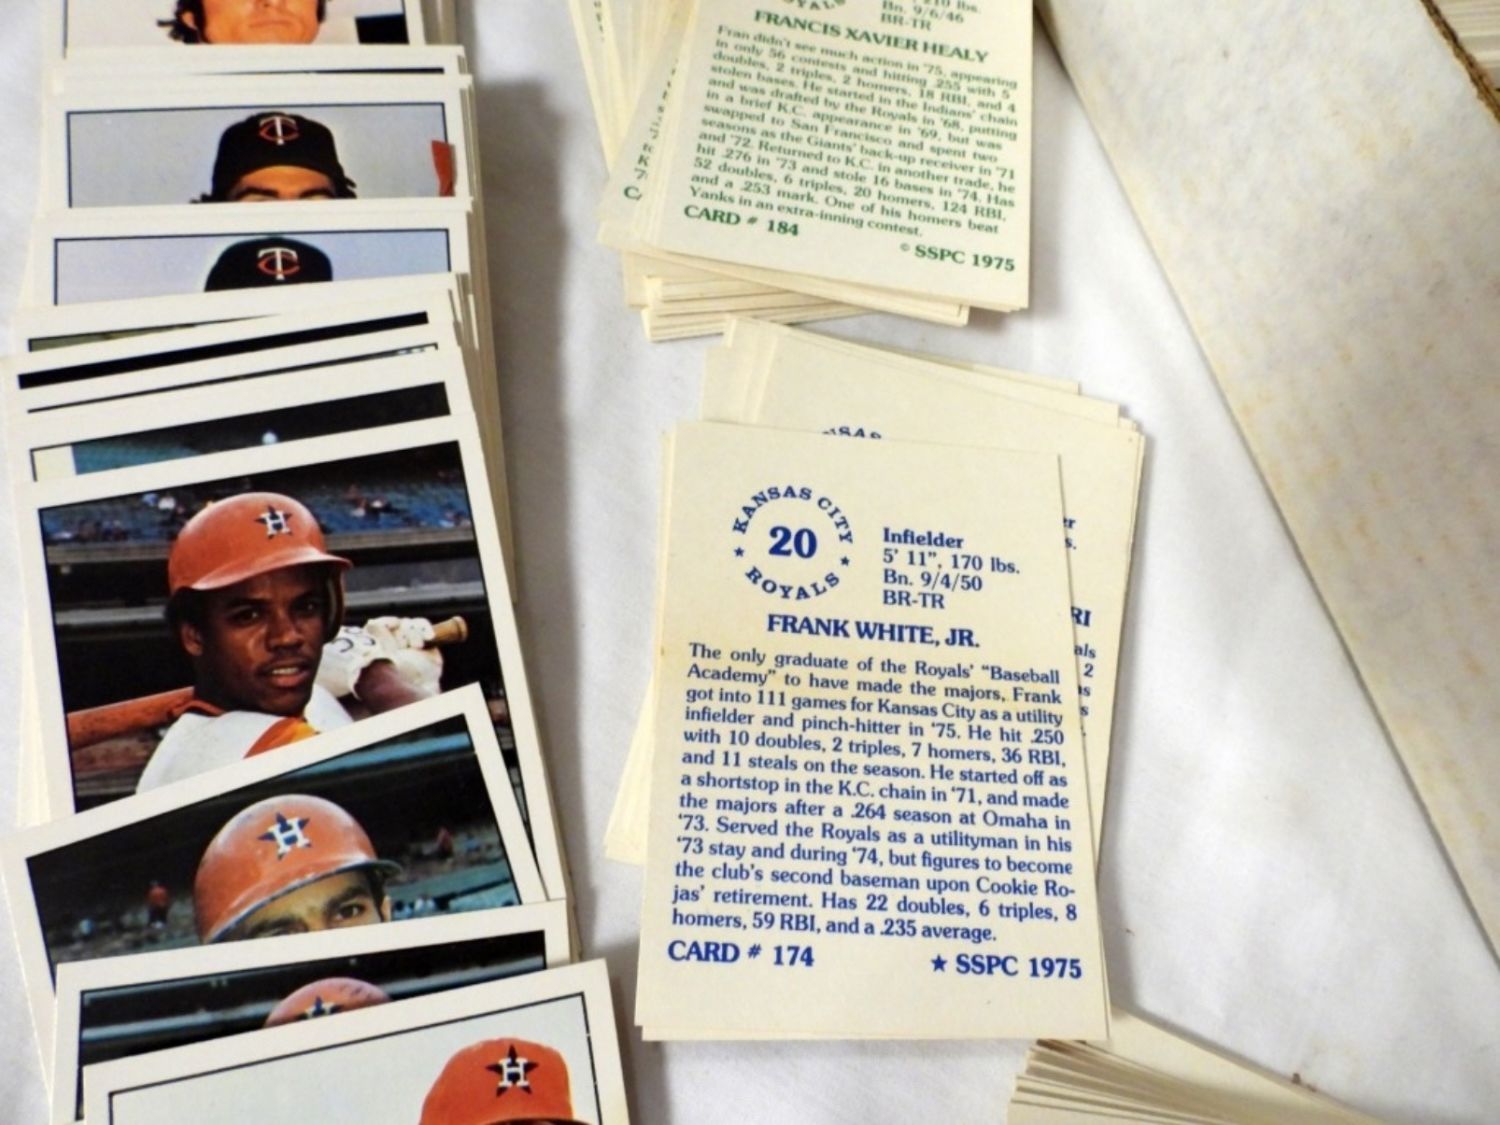 ROYALS
210 lbs.
Bn. 9/6/46
BR-TR
FRANCIS XAVIER HEALY
Fran didn't see much action in '75, appearing
in only 56 contests and hitting .255 with 5
doubles, 2 triples, 2 homers, 18 RBI, and 4
stolen bases. He started in the Indians' chain
and was drafted by the Royals in '68, putting
in a brief K.C. appearance in '69, but was
swapped to San Francisco and spent two
seasons as the Giants' back-up receiver in '71
and '72. Returned to K.C. in another trade, he
hit .276 in '73 and stole 16 bases in '74. Has
52 doubles, 6 triples, 20 homers, 124 RBI,
and a .253 mark. One of his homers beat
Yanks in an extra-inning contest.
CARD # 184
© SSPC 1975
KANSAS CITY
20
ROYALS
Infielder
5' 11", 170 lbs.
Bn. 9/4/50
BR-TR
FRANK WHITE, JR.
The only graduate of the Royals' "Baseball
Academy" to have made the majors, Frank
got into 111 games for Kansas City as a utility
infielder and pinch-hitter in '75. He hit .250
with 10 doubles, 2 triples, 7 homers, 36 RBI,
and 11 steals on the season. He started off as
a shortstop in the K.C. chain in '71, and made
the majors after a .264 season at Omaha in
'73. Served the Royals as a utilityman in his
'73 stay and during '74, but figures to become
the club's second baseman upon Cookie Ro-
jas' retirement. Has 22 doubles, 6 triples, 8
homers, 59 RBI, and a .235 average.
CARD # 174
★ SSPC 1975
TC
TC
H
H
H